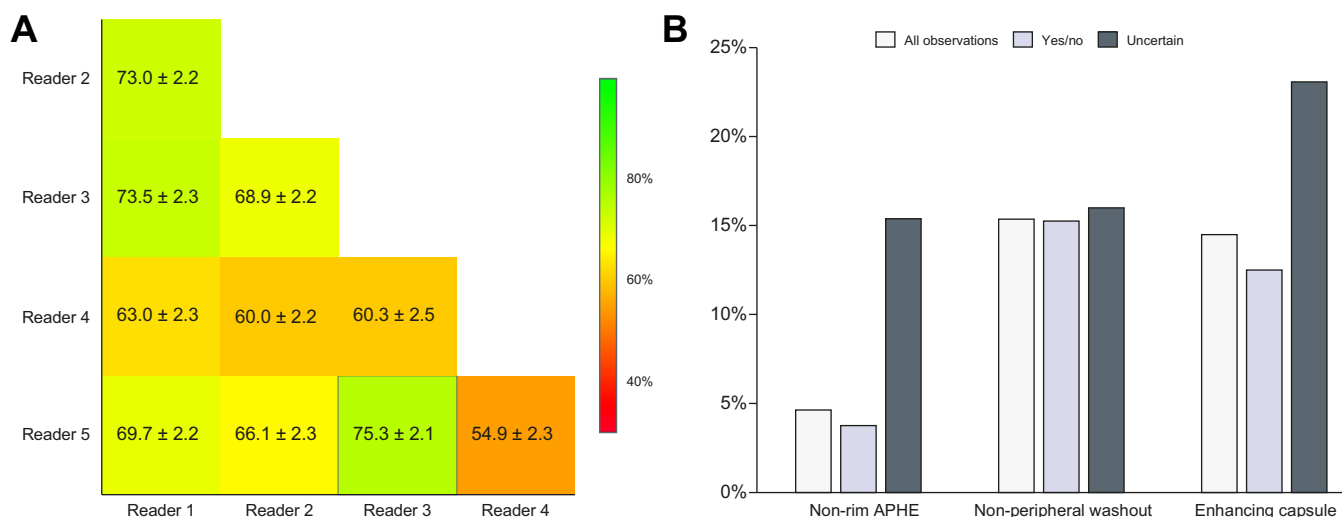 A
Reader 2
73.0 ± 2.2
Reader 3
73.5 ± 2.3
68.9 ± 2.2
Reader 4
63.0 ± 2.3
60.0 ± 2.2
60.3 ± 2.5
Reader 5
69.7 ± 2.2
66.1 ± 2.3
75.3 ± 2.1
54.9 ± 2.3
Reader 1
Reader 2
Reader 3
Reader 4
80%
60%
40%
B
All observations
Yes/no
Uncertain
25%
20%
15%
10%
5%
0%
Non-rim APHE
Non-peripheral washout
Enhancing capsule